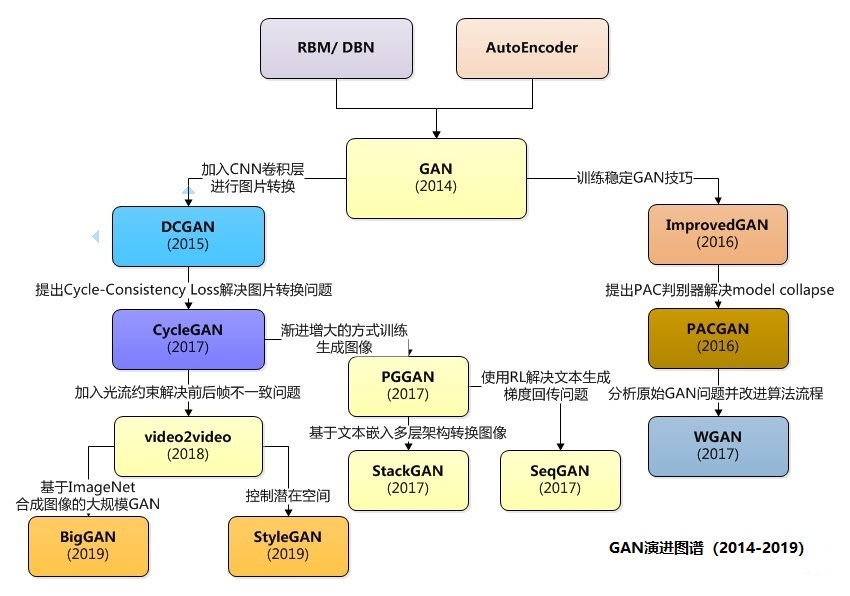 RBM/ DBN
AutoEncoder
GAN
(2014)
加入CNN卷积层
进行图片转换
训练稳定GAN技巧
DCGAN
(2015)
ImprovedGAN
(2016)
提出Cycle-Consistency Loss解决图片转换问题
提出PAC判别器解决model collapse
CycleGAN
(2017)
渐进增大的方式训练
生成图像
PACGAN
(2016)
PGGAN
(2017)
使用RL解决文本生成
梯度回传问题
加入光流约束解决前后帧不一致问题
分析原始GAN问题并改进算法流程
video2video
(2018)
基于文本嵌入多层架构转换图像
WGAN
(2017)
StackGAN
(2017)
SeqGAN
(2017)
基于ImageNet
合成图像的大规模GAN
控制潜在空间
BigGAN
(2019)
StyleGAN
(2019)
GAN演进图谱（2014-2019）